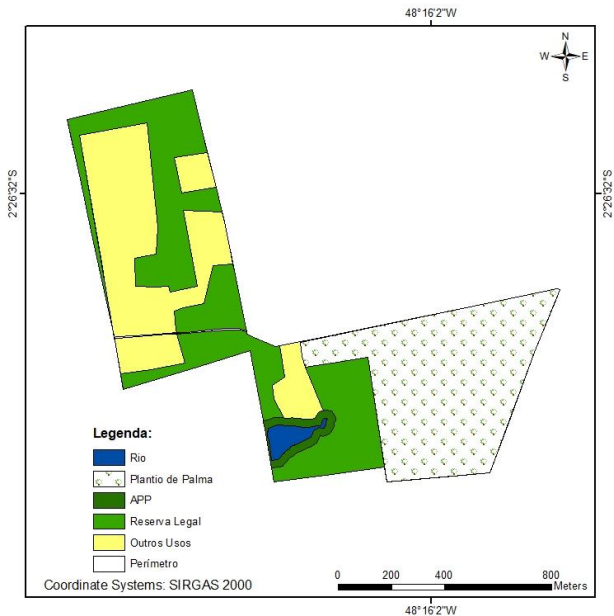 48°16'2"W
N
W E
S
2°26'32"S
2°26'32"S
Legenda:
Rio
Plantio de Palma
APP
Reserva Legal
Outros Usos
Perímetro
Coordinate Systems: SIRGAS 2000
0 200 400 800
Meters
48°16'2"W